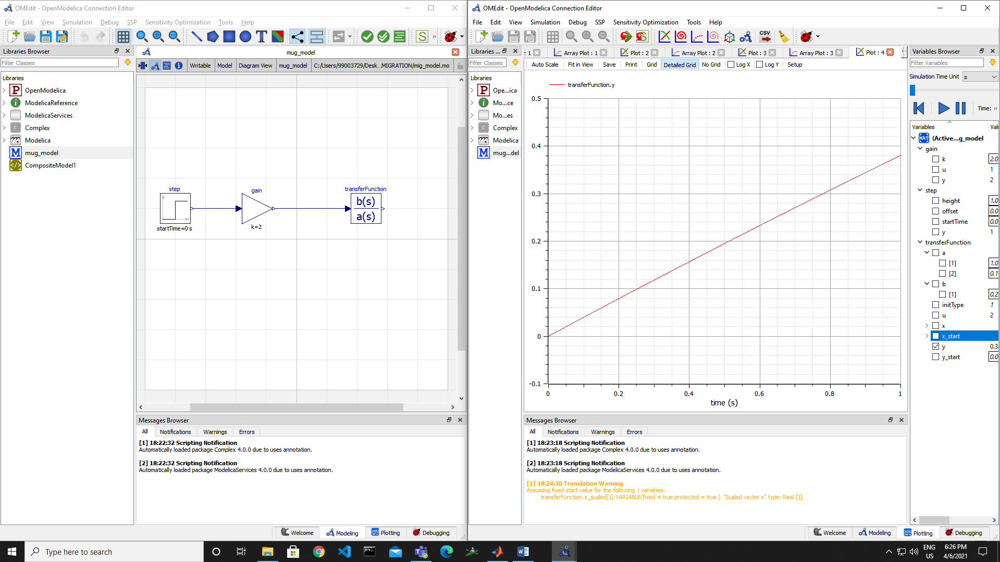 OMEdit - OpenModelica Connection Editor
File Edit View Simulation Debug SSP Sensitivity Optimization Tools Help
T
S
»
Libraries Browser
Filter Classes
Libraries
P OpenModelica
i ModelicaReference
ModelicaServices
C Complex
Modelica
M mug_model
</> CompositeModel1
mug_model
Writable Model Diagram View mug_model C:/Users/99003729/Desk...MIGRATION/mig_model.mo
step
startTime=0 s
gain
k=2
transferFunction
b(s)
a(s)
Messages Browser
All Notifications Warnings Errors
[1] 18:22:32 Scripting Notification
Automatically loaded package Complex 4.0.0 due to uses annotation.
[2] 18:22:32 Scripting Notification
Automatically loaded package ModelicaServices 4.0.0 due to uses annotation.
Welcome Modeling Plotting Debugging
OMEdit - OpenModelica Connection Editor
File Edit View Simulation Debug SSP Sensitivity Optimization Tools Help
CSV
Libraries ...
Filter Classes
Libraries
P Ope...ica
i Mo...ce
Mo...es
C Complex
Modelica
M mug...del
: 1 Array Plot : 1 Plot : 2 Array Plot : 2 Plot : 3 Array Plot : 3 Plot : 4
Auto Scale Fit in View Save Print Grid Detailed Grid No Grid Log X Log Y Setup
transferFunction.y
0.5
0.4
0.3
0.2
0.1
0
-0.1
0 0.2 0.4 0.6 0.8 1
time (s)
Messages Browser
All Notifications Warnings Errors
[1] 18:23:18 Scripting Notification
Automatically loaded package Complex 4.0.0 due to uses annotation.
[2] 18:23:18 Scripting Notification
Automatically loaded package ModelicaServices 4.0.0 due to uses annotation.
[1] 18:24:30 Translation Warning
Assuming fixed start value for the following 1 variables:
transferFunction.x_scaled[1]:VARIABLE(fixed = true protected = true ) "Scaled vector x" type: Real [1]
Variables Browser
Filter Variables
Simulation Time Unit s
Time: »
Variables Valu
MAT (Active...g_model
gain
k 2.0
u 1
y 2
step
height 1.0
offset 0.0
startTime 0.0
y 1
transferFunction
a
[1] 1.0
[2] 0.1
b
[1] 0.2
initType 1
u 2
x
x_start
y 0.3
y_start 0.0
Welcome Modeling Plotting Debugging
Type here to search
ENG
US
6:26 PM
4/6/2021